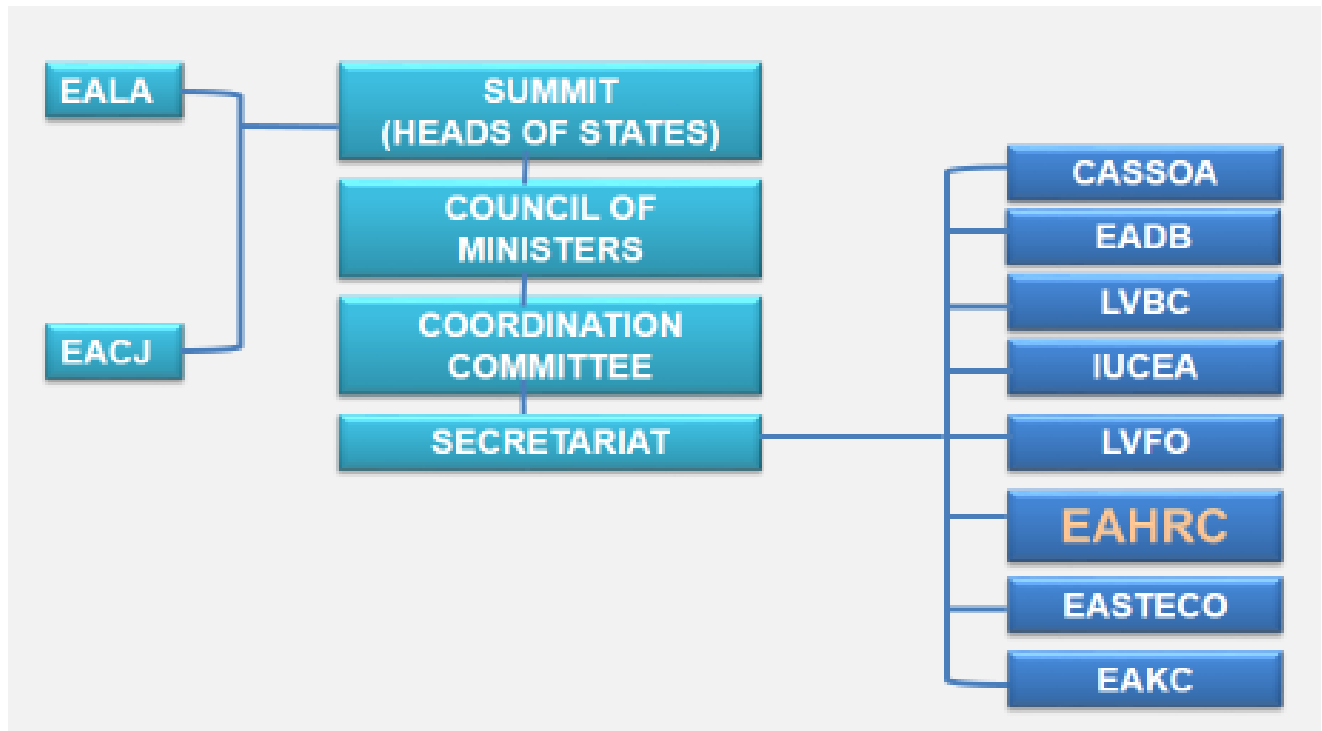 EALA
EACJ
SUMMIT
(HEADS OF STATES)
COUNCIL OF
MINISTERS
COORDINATION
COMMITTEE
SECRETARIAT
CASSOA
EADB
LVBC
IUCEA
LVFO
EAHRC
EASTECO
EAKC